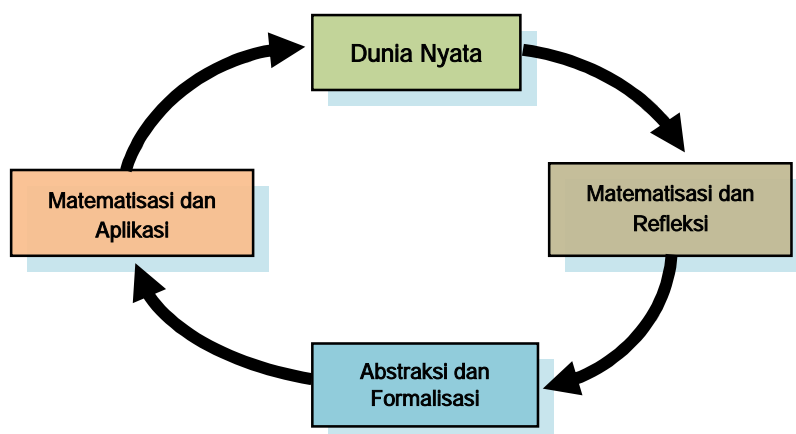 Dunia Nyata
Matematisasi dan
Refleksi
Abstraksi dan
Formalisasi
Matematisasi dan
Aplikasi